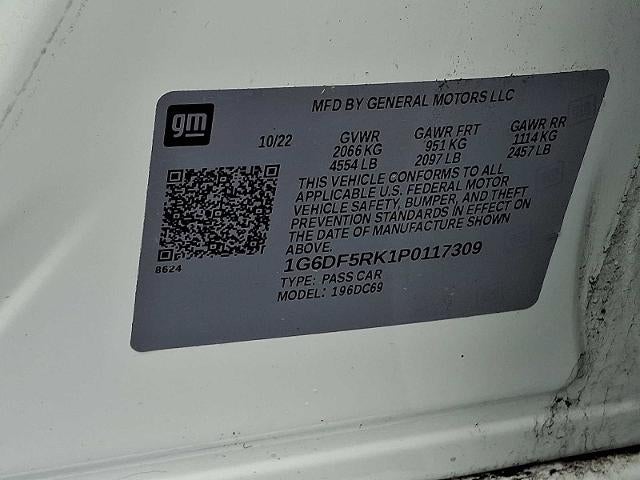 MFD BY GENERAL MOTORS LLC
gm
10/22 GVWR GAWR FRT GAWR RR
2066 KG 951 KG 1114 KG
4554 LB 2097 LB 2457 LB
THIS VEHICLE CONFORMS TO ALL
APPLICABLE U.S. FEDERAL MOTOR
VEHICLE SAFETY, BUMPER, AND THEFT
PREVENTION STANDARDS IN EFFECT ON
THE DATE OF MANUFACTURE SHOWN
ABOVE.
8624
1G6DF5RK1P0117309
TYPE: PASS CAR
MODEL: 196DC69